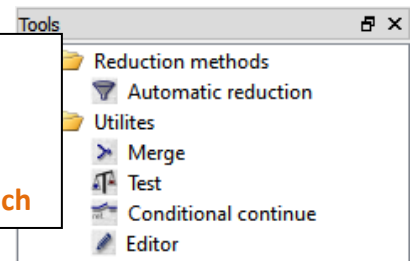 Tools
Reduction methods
Automatic reduction
Utilites
Merge
Test
ch
Conditional continue
Editor